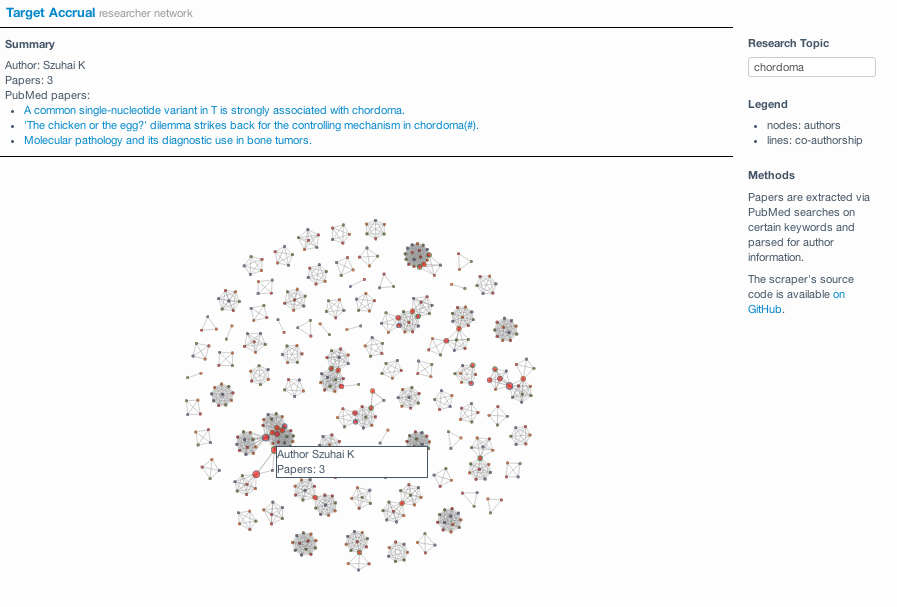 Target Accrual researcher network
Summary
Author: Szuhai K
Papers: 3
PubMed papers:
A common single-nucleotide variant in T is strongly associated with chordoma.
'The chicken or the egg?' dilemma strikes back for the controlling mechanism in chordoma(#).
Molecular pathology and its diagnostic use in bone tumors.
Research Topic
chordoma
Legend
nodes: authors
lines: co-authorship
Methods
Papers are extracted via
PubMed searches on
certain keywords and
parsed for author
information.
The scraper's source
code is available on
GitHub.
Author Szuhai K
Papers: 3